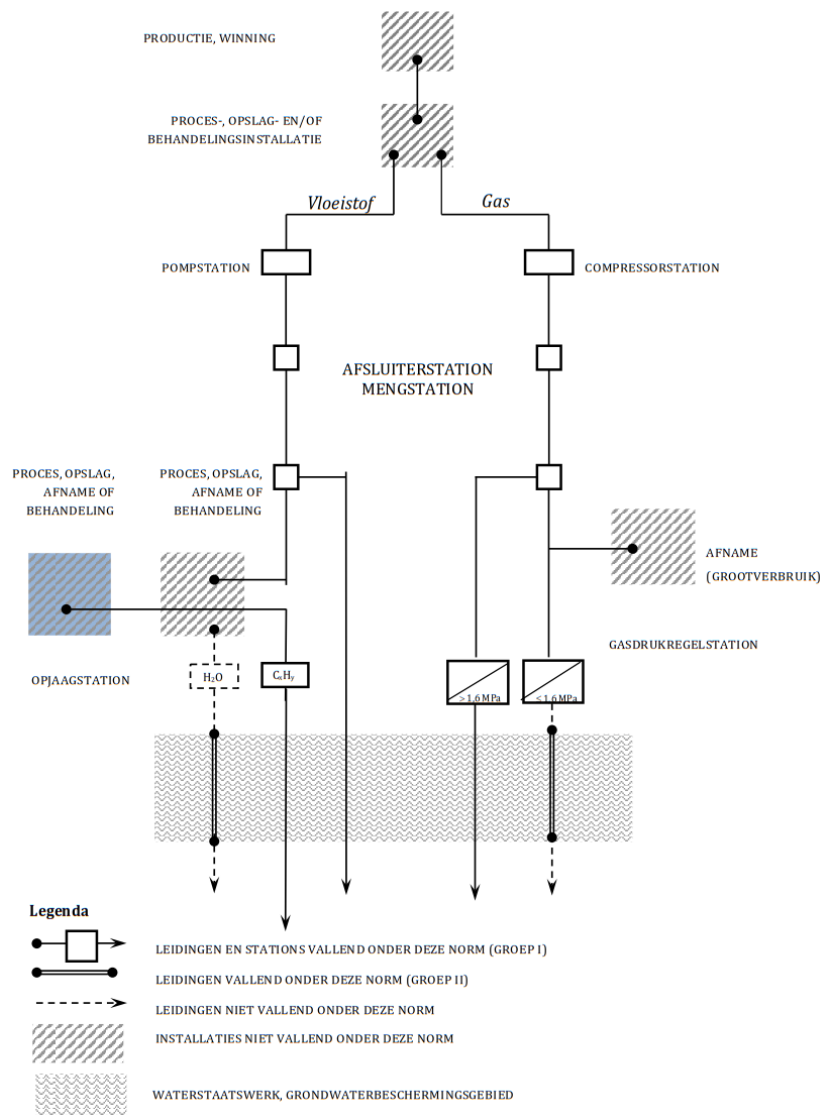 PRODUCTIE, WINNING
PROCES-, OPSLAG- EN/OF
BEHANDELINGSINSTALLATIE
Vloeistof
Gas
POMPSTATION
COMPRESSORSTATION
AFSLUITERSTATION
MENGSTATION
PROCES, OPSLAG,
AFNAME OF
BEHANDELING
PROCES, OPSLAG,
AFNAME OF
BEHANDELING
AFNAME
(GROOTVERBRUIK)
GASDRUKREGELSTATION
OPJAAGSTATION
H₂O
CₓHᵧ
> 1,6 MPa
< 1,6 MPa
Legenda
LEIDINGEN EN STATIONS VALLEND ONDER DEZE NORM (GROEP I)
LEIDINGEN VALLEND ONDER DEZE NORM (GROEP II)
LEIDINGEN NIET VALLEND ONDER DEZE NORM
INSTALLATIES NIET VALLEND ONDER DEZE NORM
WATERSTAATSWERK, GRONDWATERBESCHERMINGSGEBIED